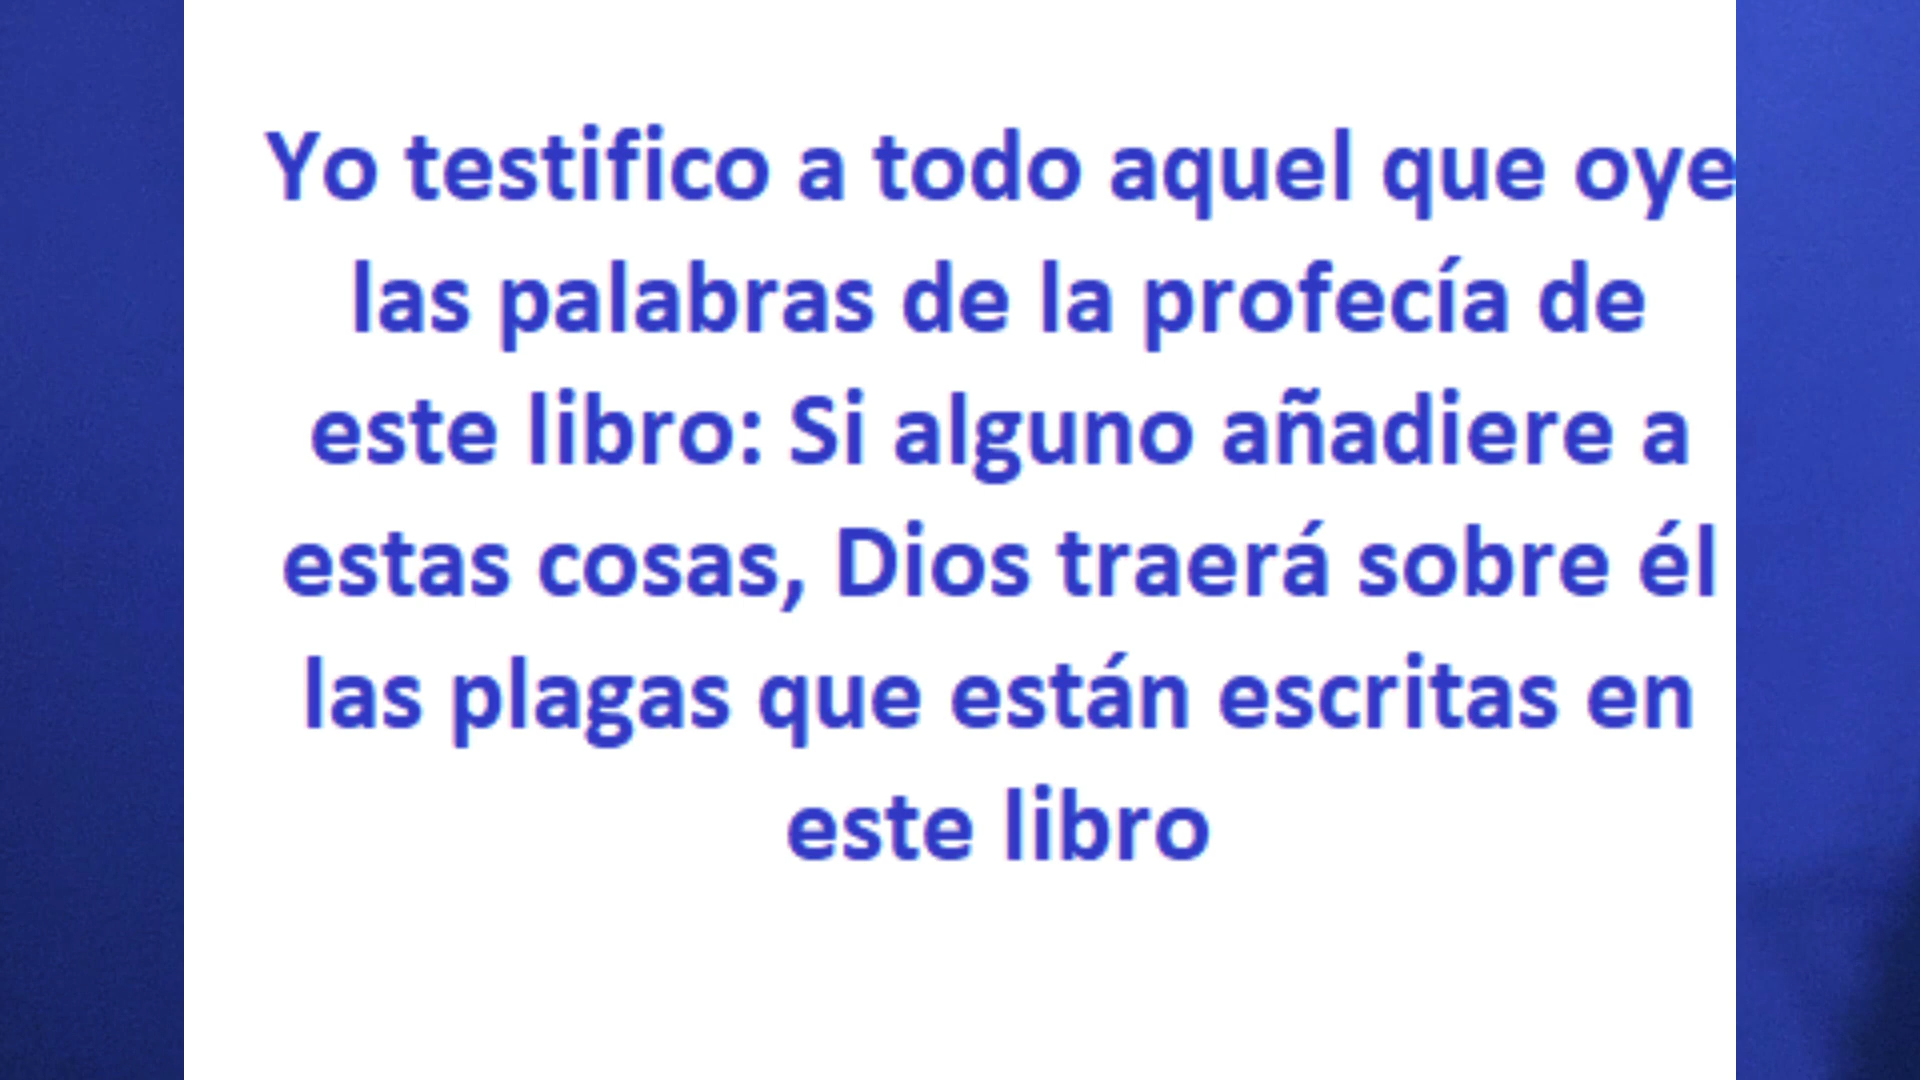 Yo testifico a todo aquel que oye
las palabras de la profecía de
este libro: Si alguno añadiere a
estas cosas, Dios traerá sobre él
las plagas que están escritas en
este libro